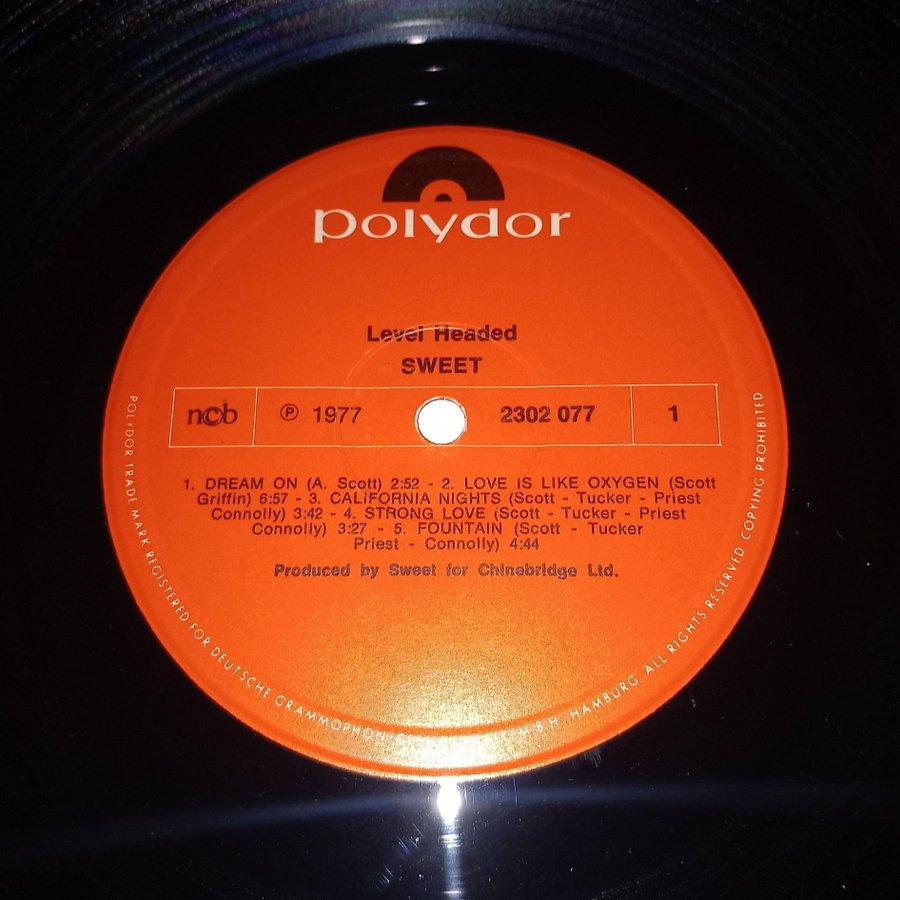 polydor
Level Headed
SWEET
ncb
℗ 1977
2302 077
1
1. DREAM ON (A. Scott) 2:52 - 2. LOVE IS LIKE OXYGEN (Scott
Griffin) 6:57 - 3. CALIFORNIA NIGHTS (Scott - Tucker - Priest
Connolly) 3:42 - 4. STRONG LOVE (Scott - Tucker - Priest
Connolly) 3:27 - 5. FOUNTAIN (Scott - Tucker
Priest - Connolly) 4:44
Produced by Sweet for Chinebridge Ltd.
POLYDOR TRADE MARK REGISTERED FOR DEUTSCHE GRAMMOPHON M·B·H· HAMBURG ALL RIGHTS RESERVED COPYING PROHIBITED